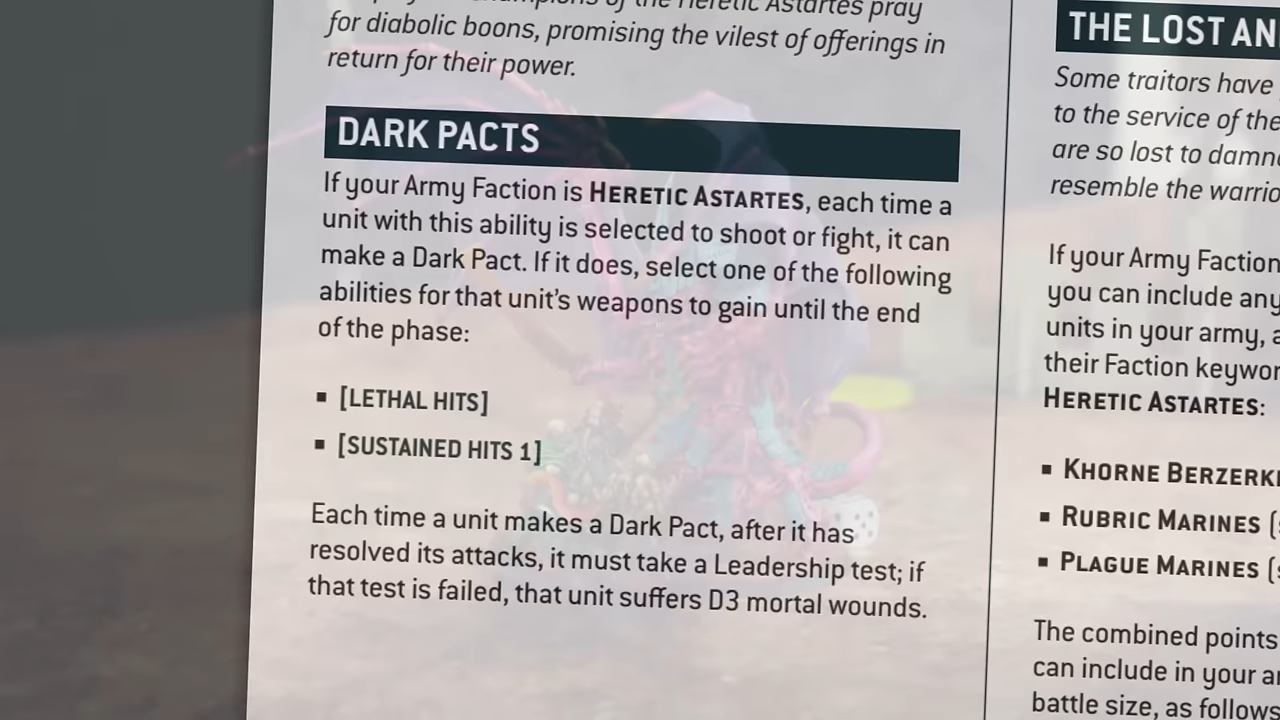 of the Heretic Astartes pray
for diabolic boons, promising the vilest of offerings in
return for their power.
DARK PACTS
If your Army Faction is HERETIC ASTARTES, each time a
unit with this ability is selected to shoot or fight, it can
make a Dark Pact. If it does, select one of the following
abilities for that unit's weapons to gain until the end
of the phase:
▪ [LETHAL HITS]
▪ [SUSTAINED HITS 1]
Each time a unit makes a Dark Pact, after it has
resolved its attacks, it must take a Leadership test; if
that test is failed, that unit suffers D3 mortal wounds.
THE LOST
Some traitors have
to the service of the
are so lost to
resemble the
If your Army Faction
you can include any
units in your army,
their Faction
HERETIC ASTARTES:
▪ KHORNE
▪ RUBRIC MARINES
▪ PLAGUE MARINES
The combined points
can include in your
battle size, as follows